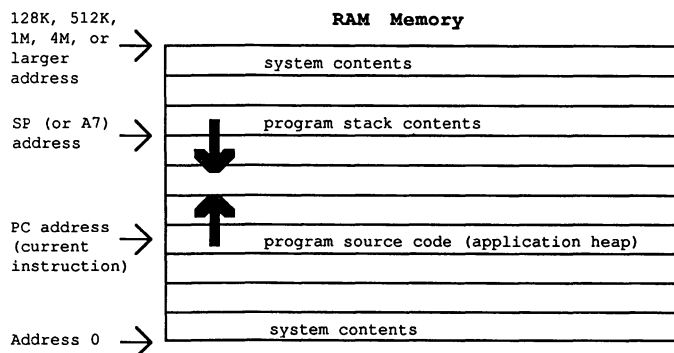 RAM Memory
128K, 512K,
1M, 4M, or
larger
address
system contents
SP (or A7)
address
program stack contents
PC address
(current
instruction)
program source code (application heap)
system contents
Address 0